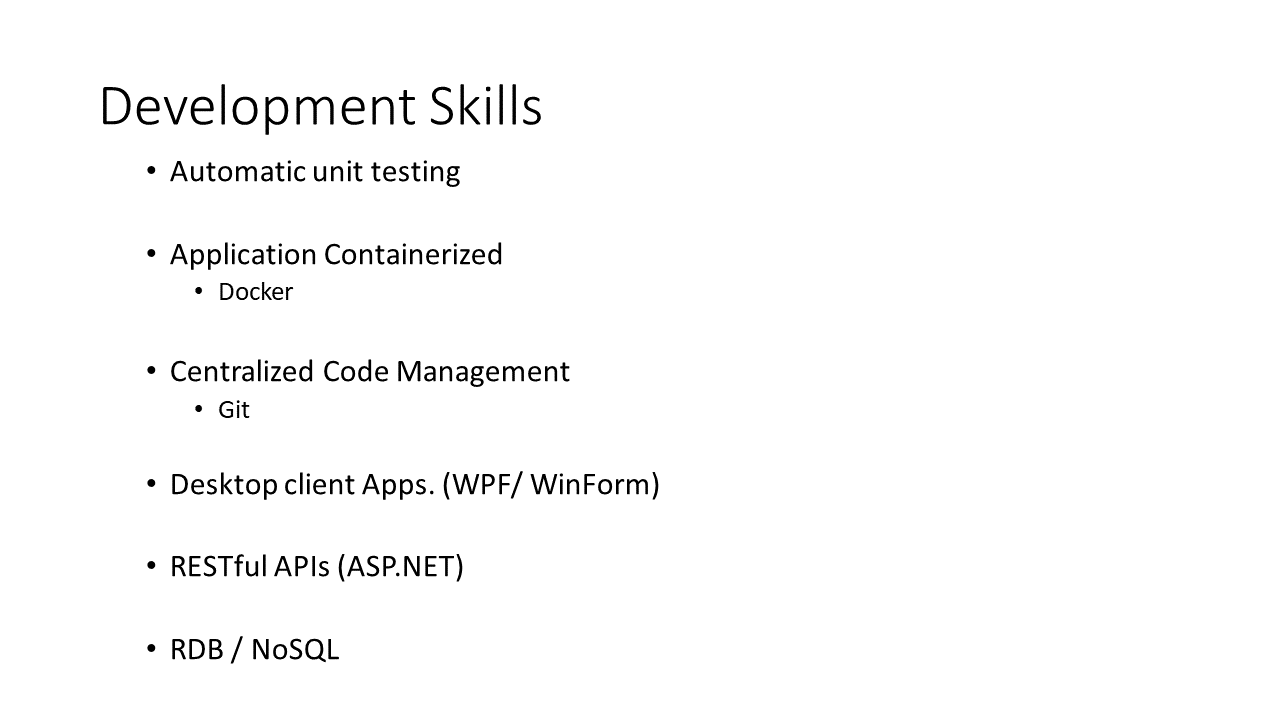 Development Skills
• Automatic unit testing
• Application Containerized
• Docker
• Centralized Code Management
• Git
• Desktop client Apps. (WPF/ WinForm)
• RESTful APIs (ASP.NET)
• RDB / NoSQL